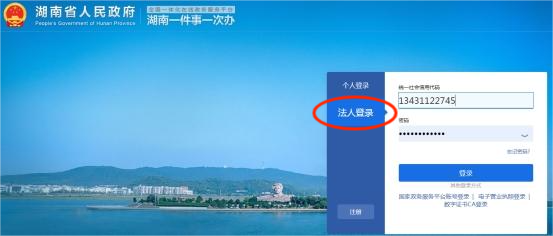 湖南省人民政府
People's Government of Hunan Province
全国一体化在线政务服务平台
湖南一件事一次办
个人登录
法人登录
注册
统一社会信用代码
13431122745
密码
••••••••••••
忘记密码?
登录
其他登录方式
国家政务服务平台账号登录 | 电子营业执照登录 |
数字证书CA登录